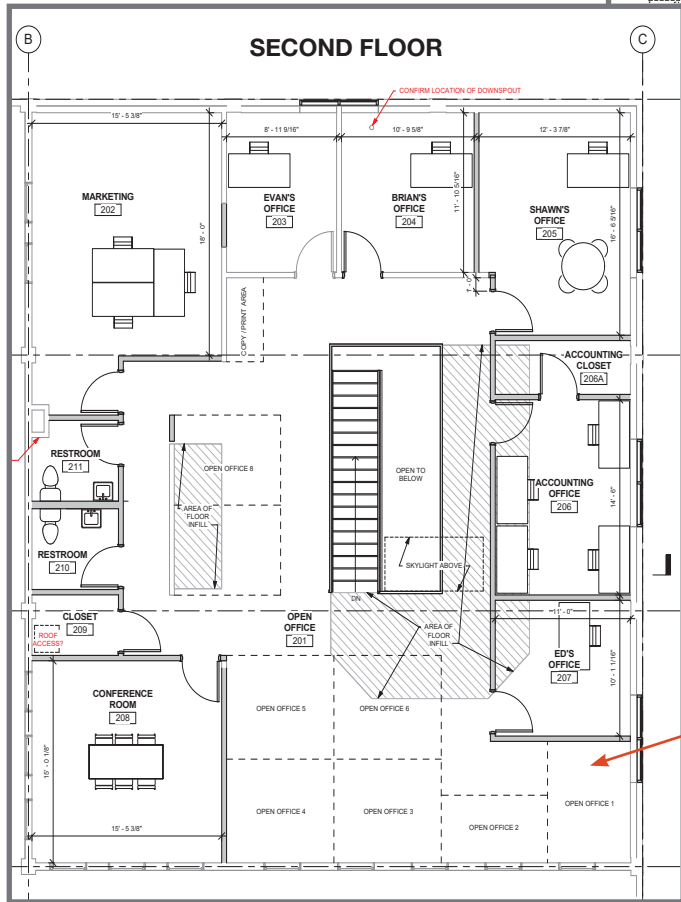 B
SECOND FLOOR
C
CONFIRM LOCATION OF DOWNSPOUT
15' - 5 3/8"
8' - 11 9/16"
10' - 9 5/8"
12' - 3 7/8"
MARKETING
202
18' - 0"
EVAN'S
OFFICE
203
BRIAN'S
OFFICE
204
11' - 10 5/16"
SHAWN'S
OFFICE
205
16' - 6 5/16"
1' - 0"
COPY / PRINT AREA
ACCOUNTING
CLOSET
206A
RESTROOM
211
OPEN OFFICE 8
OPEN TO
BELOW
ACCOUNTING
OFFICE
206
14' - 6"
AREA OF
FLOOR
INFILL
RESTROOM
210
SKYLIGHT ABOVE
DN
CLOSET
209
ROOF
ACCESS?
OPEN
OFFICE
201
AREA OF
FLOOR
INFILL
11' - 0"
ED'S
OFFICE
207
10' - 1 1/16"
CONFERENCE
ROOM
208
15' - 0 1/8"
15' - 5 3/8"
OPEN OFFICE 5
OPEN OFFICE 6
OPEN OFFICE 4
OPEN OFFICE 3
OPEN OFFICE 2
OPEN OFFICE 1